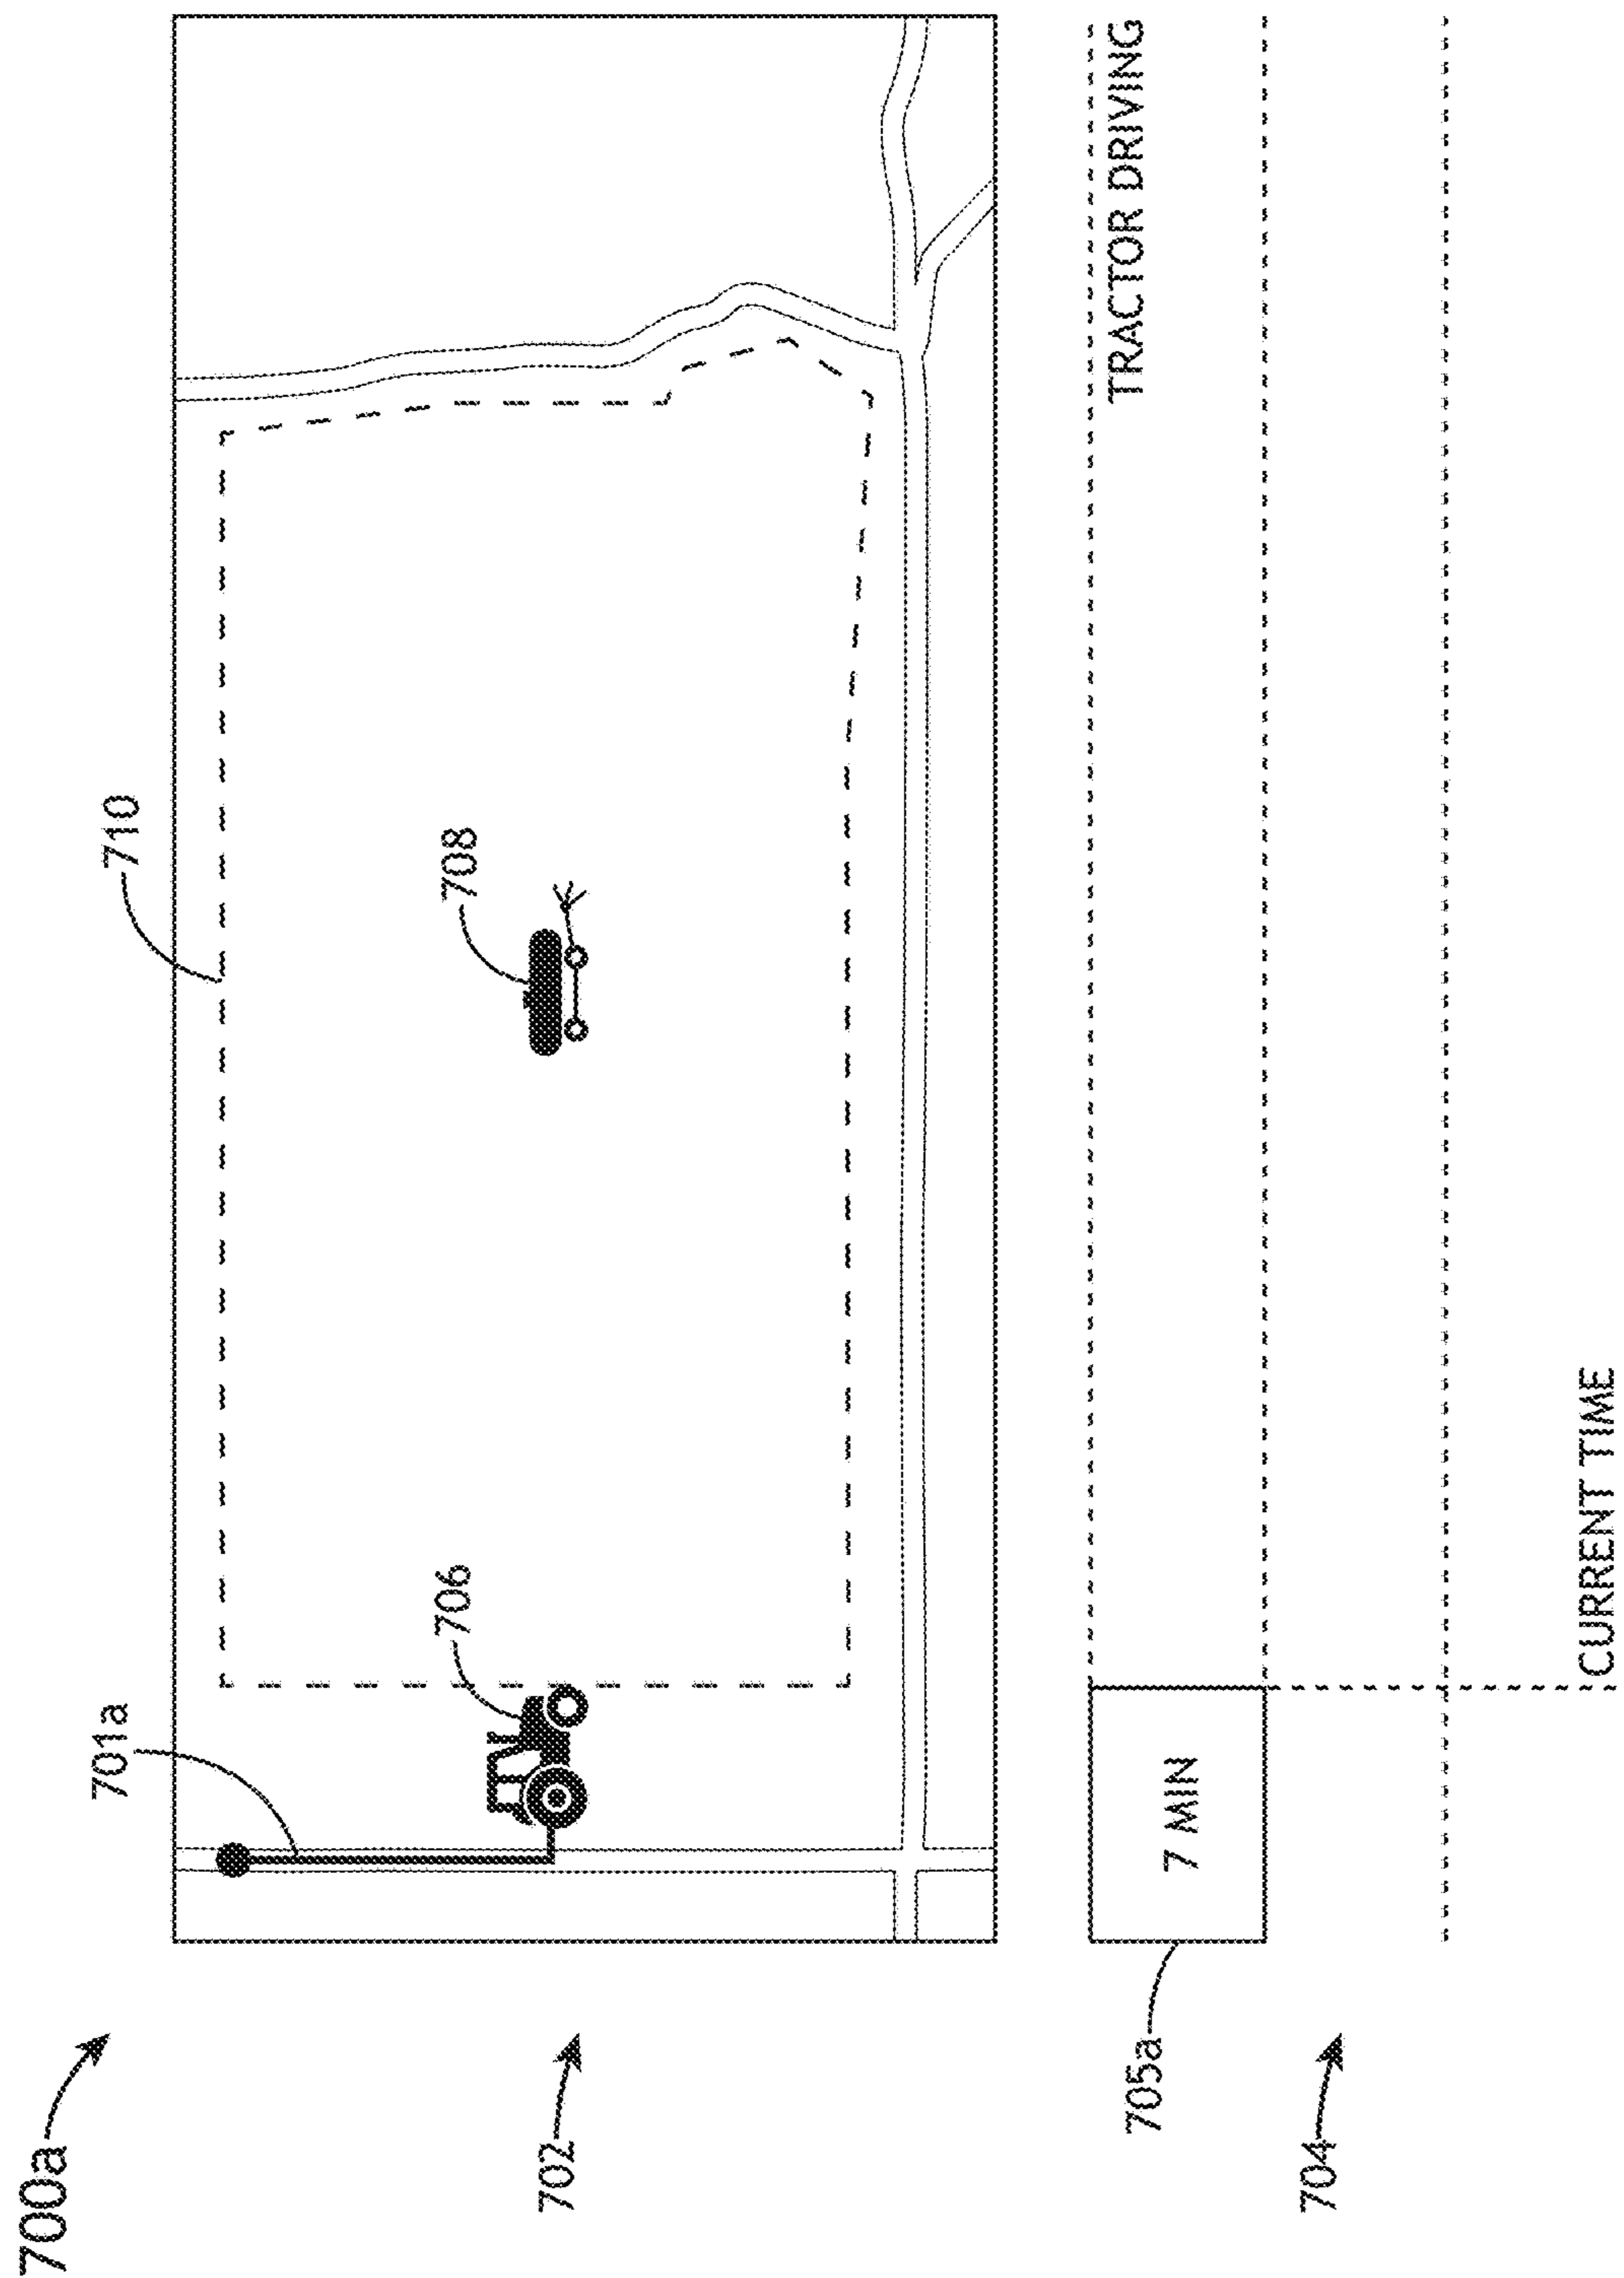 700a
710
701a
706
708
702
705a
7 MIN
TRACTOR DRIVING
704
CURRENT TIME